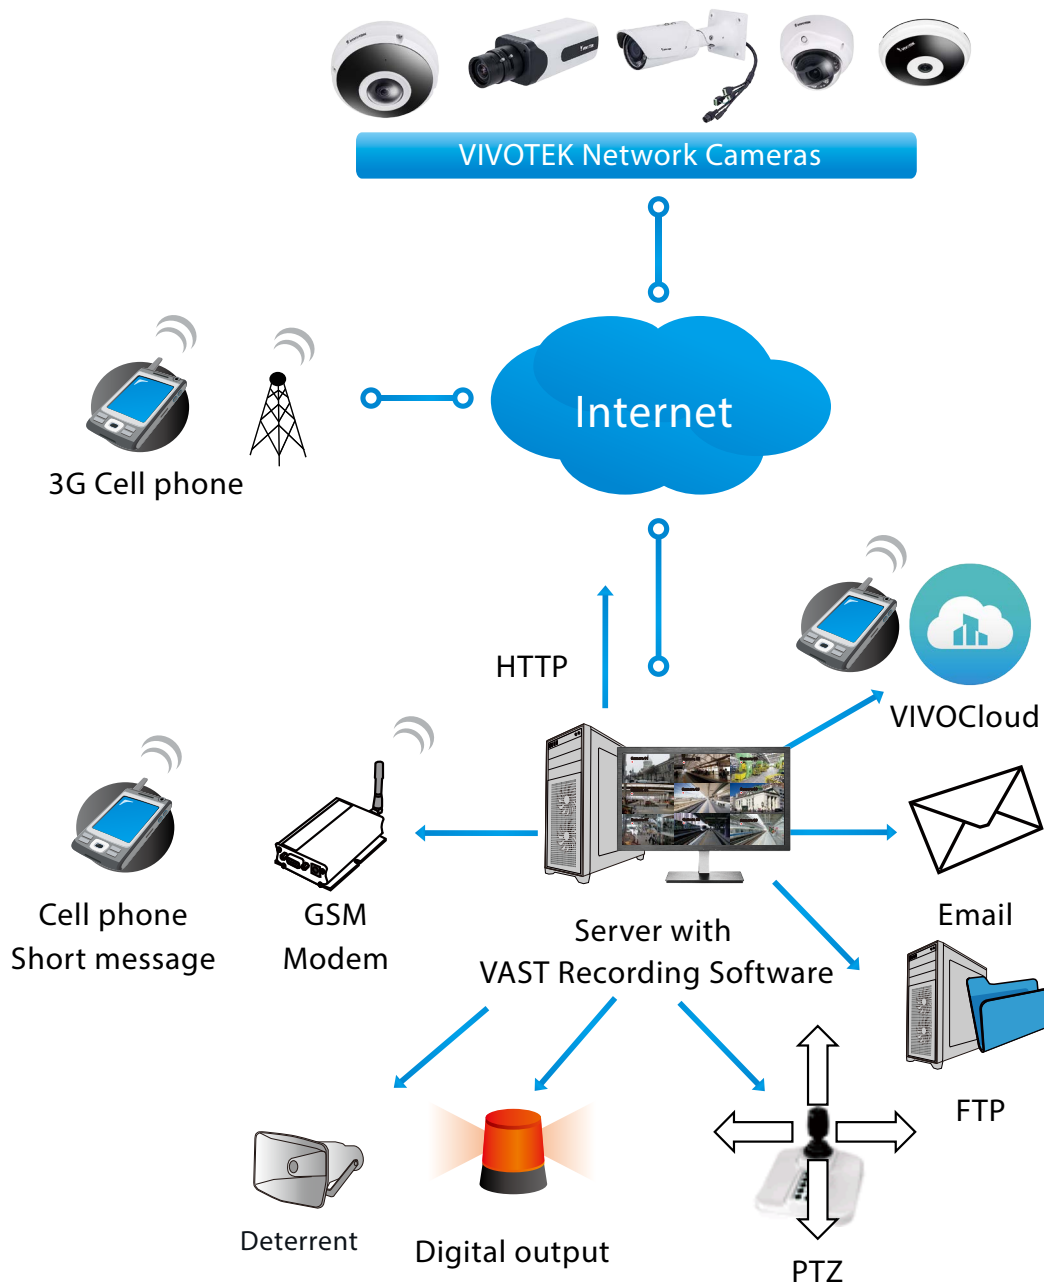 VIVOTEK Network Cameras
Internet
3G Cell phone
HTTP
VIVOCloud
Cell phone
Short message
GSM
Modem
Server with
VAST Recording Software
Email
FTP
Deterrent
Digital output
PTZ